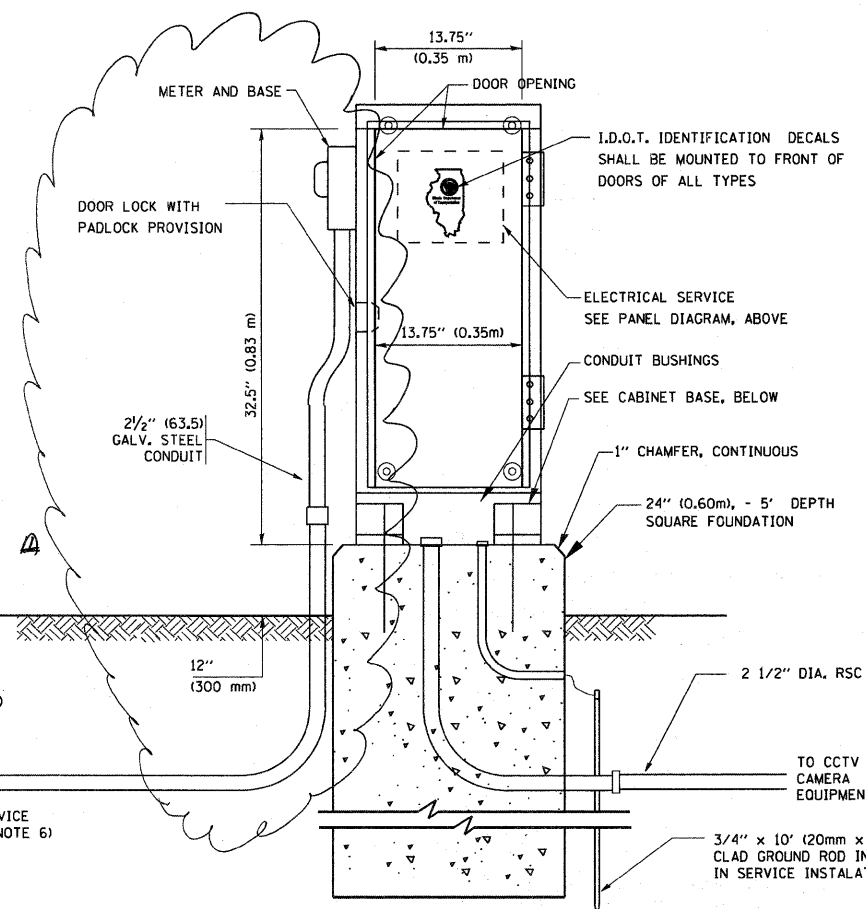 13.75"
(0.35 m)
DOOR OPENING
METER AND BASE
I.D.O.T. IDENTIFICATION DECALS
SHALL BE MOUNTED TO FRONT OF
DOORS OF ALL TYPES
DOOR LOCK WITH
PADLOCK PROVISION
32.5" (0.83 m)
ELECTRICAL SERVICE
SEE PANEL DIAGRAM, ABOVE
13.75" (0.35m)
CONDUIT BUSHINGS
SEE CABINET BASE, BELOW
2½" (63.5)
GALV. STEEL
CONDUIT
1" CHAMFER, CONTINUOUS
24" (0.60m), - 5' DEPTH
SQUARE FOUNDATION
12"
(300 mm)
2 1/2" DIA. RSC
)
TO CCTV
CAMERA
EQUIPMEN
VICE
NOTE 6)
3/4" x 10' (20mm x
CLAD GROUND ROD IN
IN SERVICE INSTALA